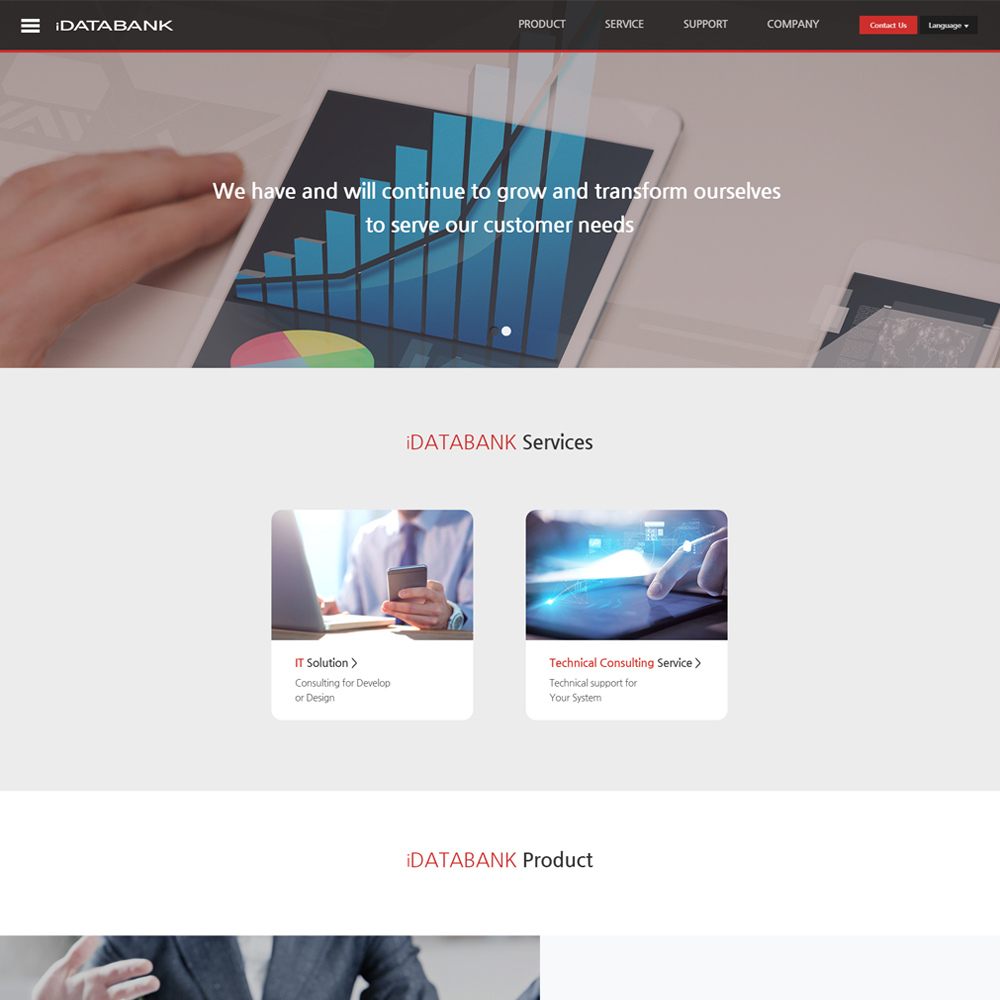 iDATABANK
PRODUCT SERVICE SUPPORT COMPANY Contact Us Language
We have and will continue to grow and transform ourselves
to serve our customer needs
iDATABANK Services
IT Solution >
Consulting for Develop
or Design
Technical Consulting Service >
Technical support for
Your System
iDATABANK Product